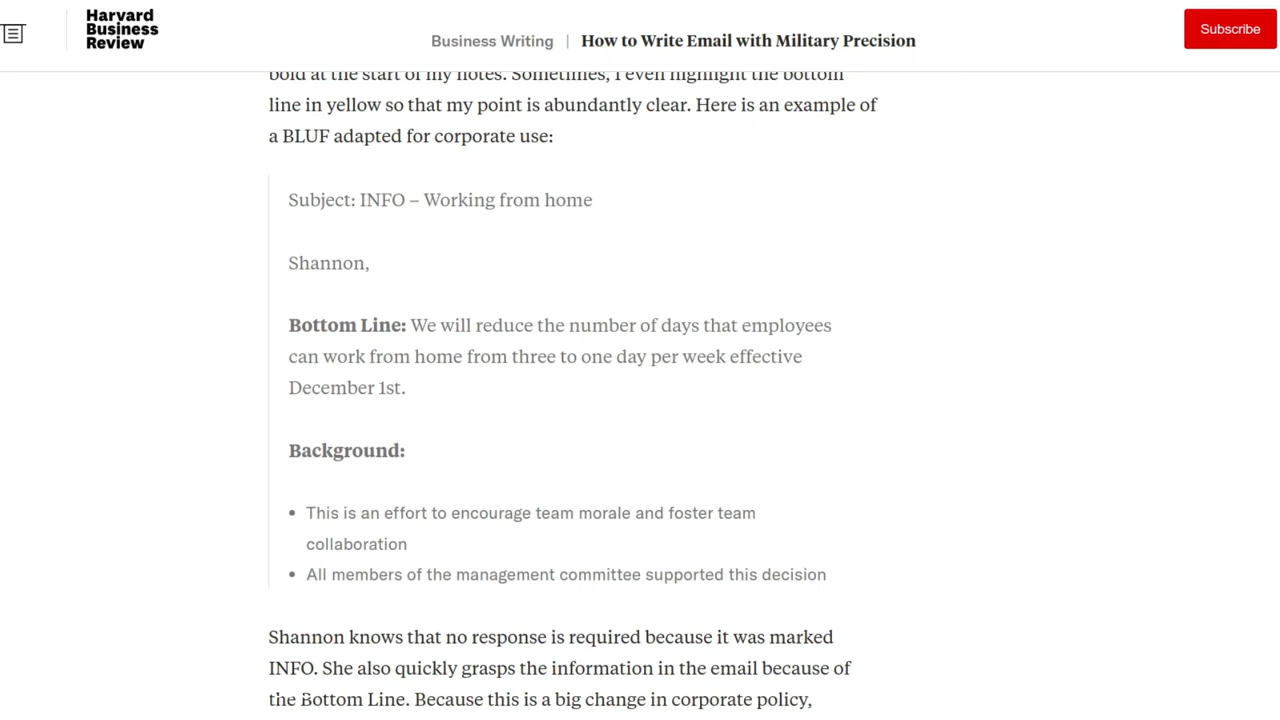 Harvard
Business
Review
Business Writing | How to Write Email with Military Precision
Subscribe
bold at the start of my notes. Sometimes, I even highlight the bottom
line in yellow so that my point is abundantly clear. Here is an example of
a BLUF adapted for corporate use:
Subject: INFO – Working from home
Shannon,
Bottom Line: We will reduce the number of days that employees
can work from home from three to one day per week effective
December 1st.
Background:
• This is an effort to encourage team morale and foster team
collaboration
• All members of the management committee supported this decision
Shannon knows that no response is required because it was marked
INFO. She also quickly grasps the information in the email because of
the Bottom Line. Because this is a big change in corporate policy,